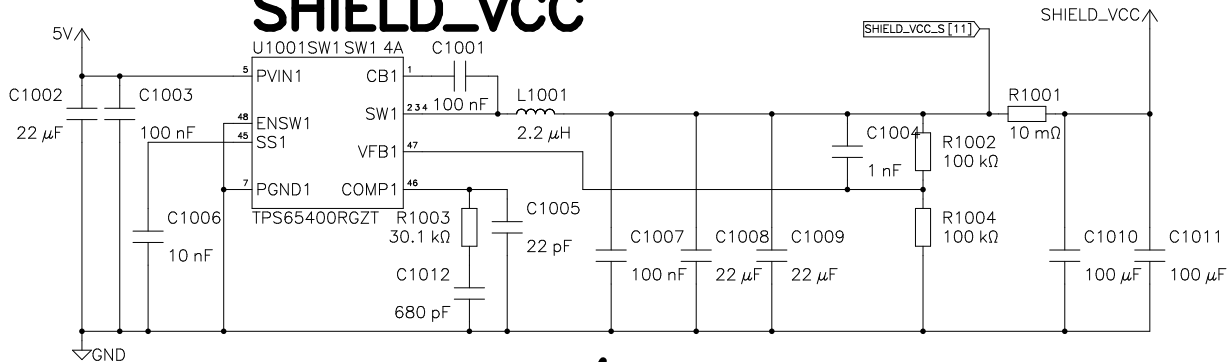 SHIELD_VCC
5V
SHIELD_VCC
SHIELD_VCC_S [11]
U1001SW1 SW1 4A
C1001
100 nF
5 PVIN1
CB1 1
C1002
22 µF
C1003
100 nF
SW1 234
L1001
2.2 µH
R1001
10 mΩ
48 ENSW1
45 SS1
VFB1 47
C1004
1 nF
R1002
100 kΩ
7 PGND1
COMP1 46
TPS65400RGZT
C1006
10 nF
R1003
30.1 kΩ
C1005
22 pF
R1004
100 kΩ
C1007
100 nF
C1008
22 µF
C1009
22 µF
C1010
100 µF
C1011
100 µF
C1012
680 pF
GND